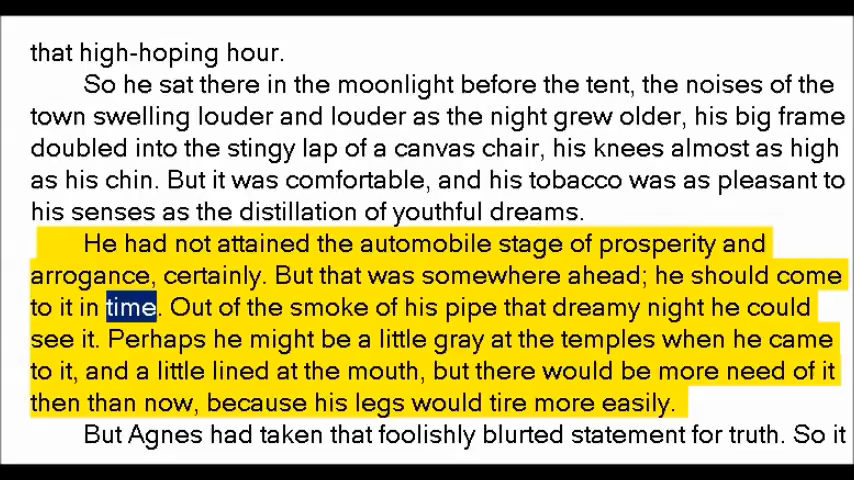 that high-hoping hour.
So he sat there in the moonlight before the tent, the noises of the
town swelling louder and louder as the night grew older, his big frame
doubled into the stingy lap of a canvas chair, his knees almost as high
as his chin. But it was comfortable, and his tobacco was as pleasant to
his senses as the distillation of youthful dreams.
He had not attained the automobile stage of prosperity and
arrogance, certainly. But that was somewhere ahead; he should come
to it in time. Out of the smoke of his pipe that dreamy night he could
see it. Perhaps he might be a little gray at the temples when he came
to it, and a little lined at the mouth, but there would be more need of it
then than now, because his legs would tire more easily.
But Agnes had taken that foolishly blurted statement for truth. So it